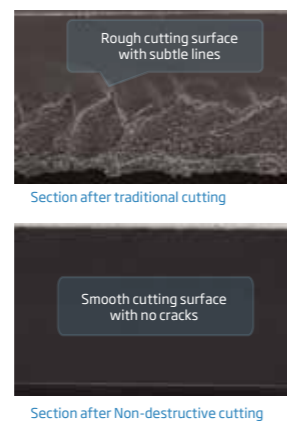 Rough cutting surface
with subtle lines
Section after traditional cutting
Smooth cutting surface
with no cracks
Section after Non-destructive cutting